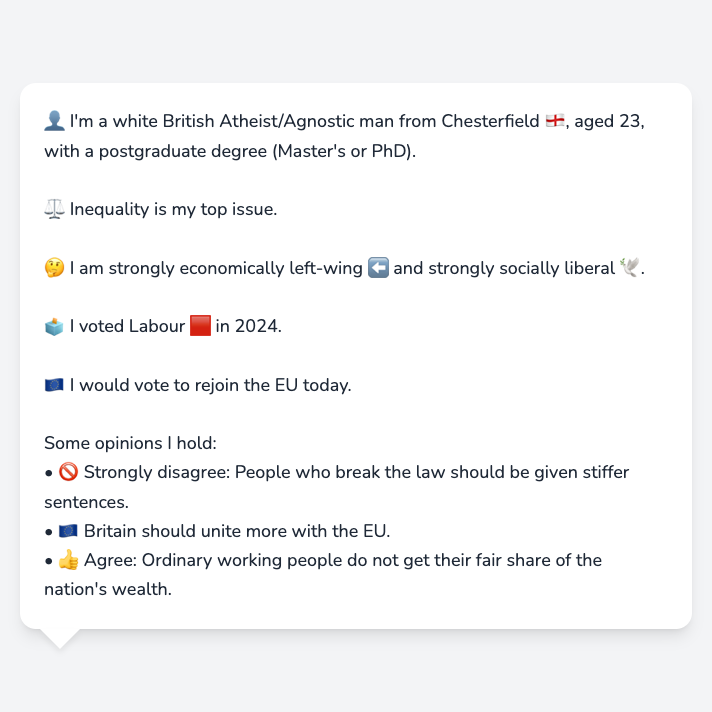 👤 I'm a white British Atheist/Agnostic man from Chesterfield 🏴󠁧󠁢󠁥󠁮󠁧󠁿, aged 23,
with a postgraduate degree (Master's or PhD).
⚖️ Inequality is my top issue.
🤔 I am strongly economically left-wing ⬅️ and strongly socially liberal 🕊️.
🗳️ I voted Labour 🟥 in 2024.
🇪🇺 I would vote to rejoin the EU today.
Some opinions I hold:
• 🚫 Strongly disagree: People who break the law should be given stiffer
sentences.
• 🇪🇺 Britain should unite more with the EU.
• 👍 Agree: Ordinary working people do not get their fair share of the
nation's wealth.